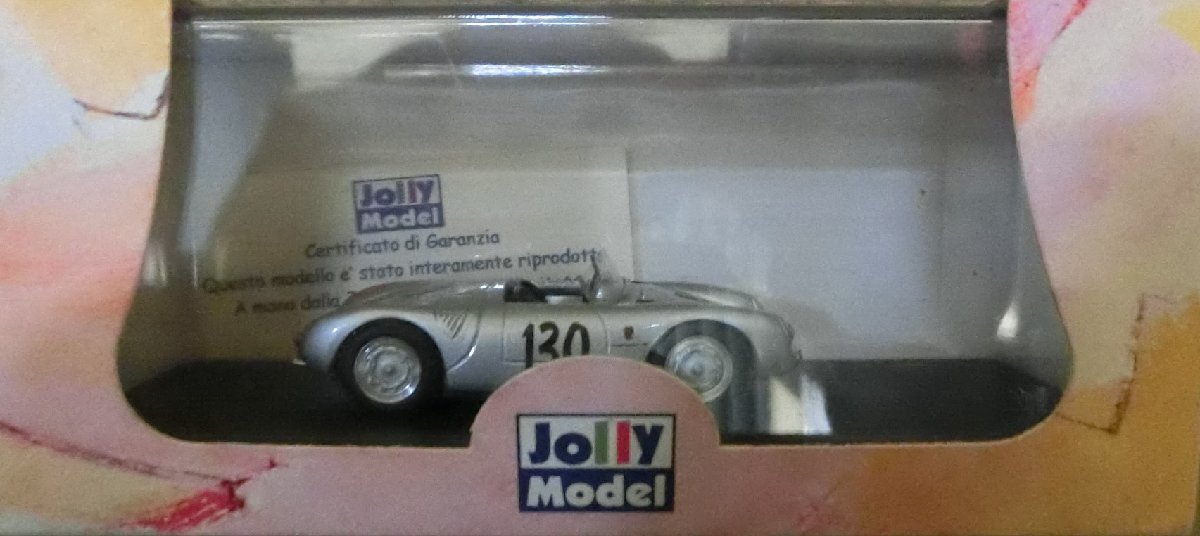 Jolly
Model
Certificato di Garanzia
Questo modello e' stato interamente riprodotto
A mano dalla
130
Jolly
Model